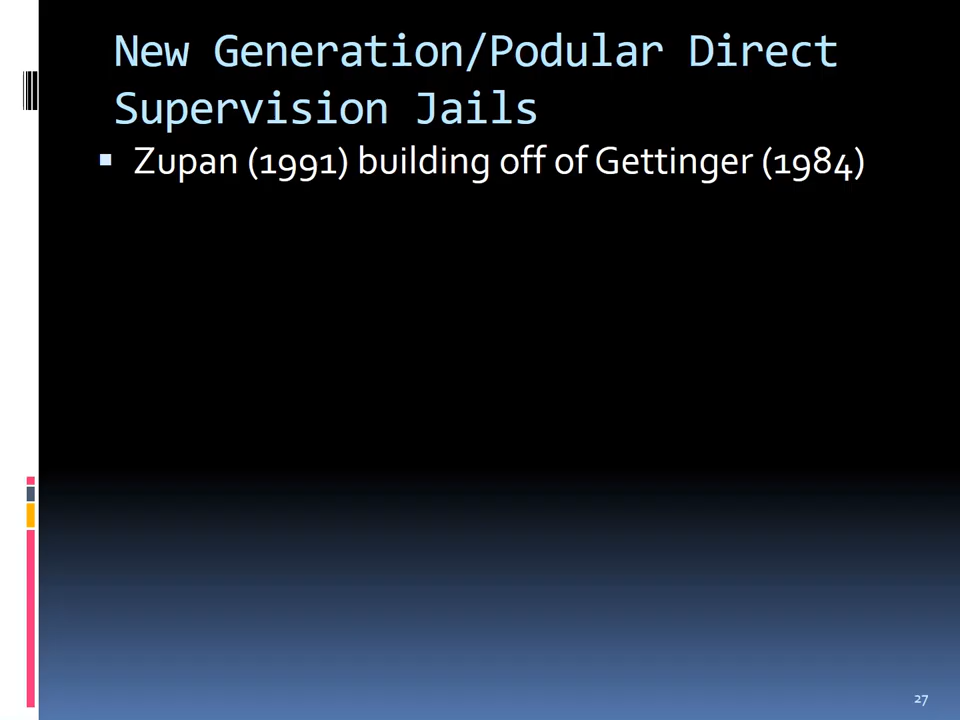 New Generation/Podular Direct
Supervision Jails
▪ Zupan (1991) building off of Gettinger (1984)
27